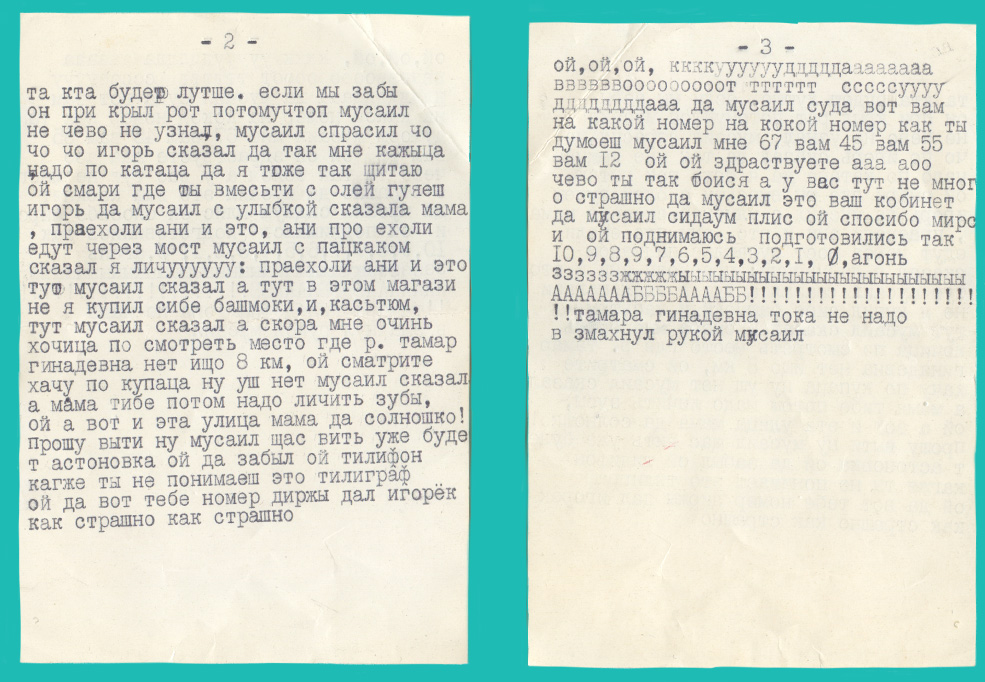 - 2 -
та кта будетр лутше. если мы забы
он при крыл рот потомучтоп мусаил
не чево не узнал, мусаил спрасил чо
чо чо игорь сказал да так мне кажыца
надо по катаца да я тоже так щитаю
ой смари где ты вмесьти с олей гуяеш
игорь да мусаил с улыбкой сказала мама
, праехоли ани и это, ани про ехоли
едут через мост мусаил с пацкаком
сказал я личуууууу: праехоли ани и это
тут мусаил сказал а тут в этом магази
не я купил сибе башмоки,и,касьтюм,
тут мусаил сказал а скора мне очинь
хочица по смотреть место где р. тамар
гинадевна нет ищо 8 км, ой сматрите
хачу по купаца ну уш нет мусаил сказал
а мама тибе потом надо личить зубы,
ой а вот и эта улица мама да солношко!
прошу выти ну мусаил щас вить уже буде
т астоновка ой да забыл ой тилифон
кагже ты не понимаеш это тилиграф
ой да вот тебе номер диржы дал игорёк
как страшно как страшно
- 3 -
ой,ой,ой, ккккууууууддддддаааааааа
вввввввооооооооот тттттт сссссуууу
ддддддддааа да мусаил суда вот вам
на какой номер на кокой номер как ты
думоеш мусаил мне 67 вам 45 вам 55
вам I2 ой ой здраствуете ааа аоо
чево ты так боися а у вас тут не мног
о страшно да мусаил это ваш кобинет
да мусаил сидаум плис ой спосибо мирс
и ой поднимаюсь подготовились так
I0,9,8,9,7,6,5,4,3,2,I, 0,агонь
ззззззжжжжжыыыыыыыыыыыыыыыыыыыыыы
АААААААББББААААББ!!!!!!!!!!!!!!!!!!!!!
!!тамара гинадевна тока не надо
в змахнул рукой мусаил